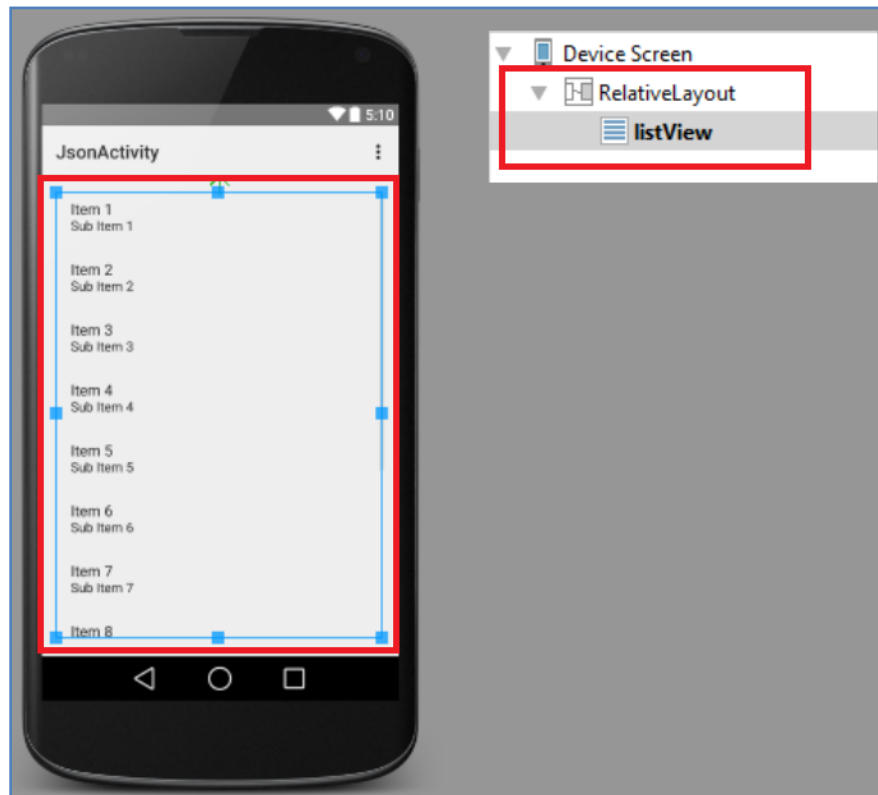 5:10
JsonActivity
Item 1
Sub Item 1
Item 2
Sub Item 2
Item 3
Sub Item 3
Item 4
Sub Item 4
Item 5
Sub Item 5
Item 6
Sub Item 6
Item 7
Sub Item 7
Item 8
Device Screen
RelativeLayout
listView